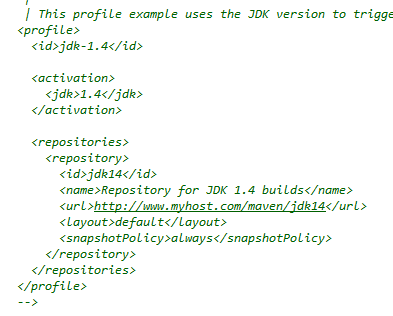 |
| This profile example uses the JDK version to trigge
<profile>
<id>jdk-1.4</id>
<activation>
<jdk>1.4</jdk>
</activation>
<repositories>
<repository>
<id>jdk14</id>
<name>Repository for JDK 1.4 builds</name>
<url>http://www.myhost.com/maven/jdk14</url>
<layout>default</layout>
<snapshotPolicy>always</snapshotPolicy>
</repository>
</repositories>
</profile>
-->